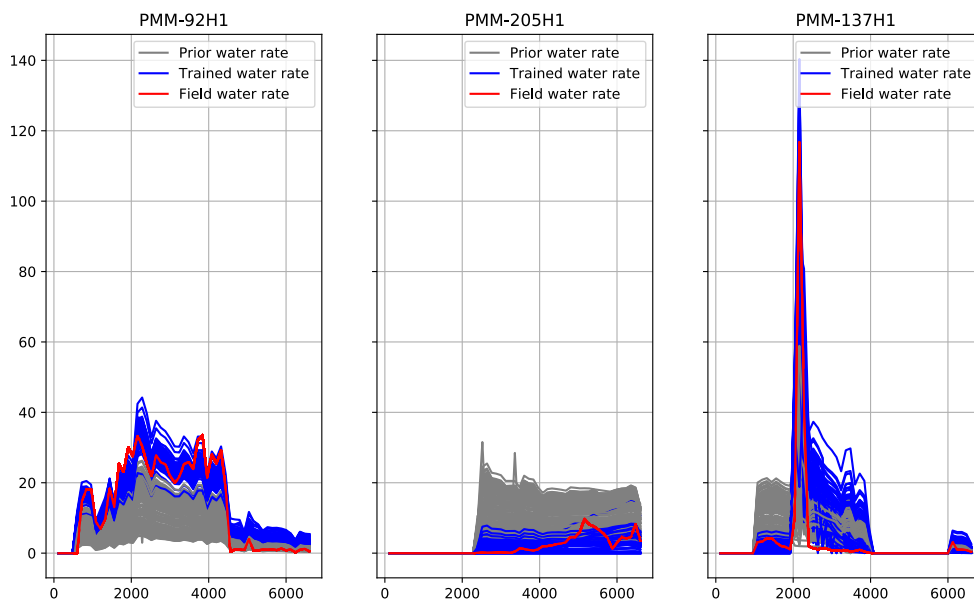 PMM-92H1
PMM-205H1
PMM-137H1
Prior water rate
Trained water rate
Field water rate
Prior water rate
Trained water rate
Field water rate
Prior water rate
Trained water rate
Field water rate
140
120
100
80
60
40
20
0
0 2000 4000 6000
0 2000 4000 6000
0 2000 4000 6000